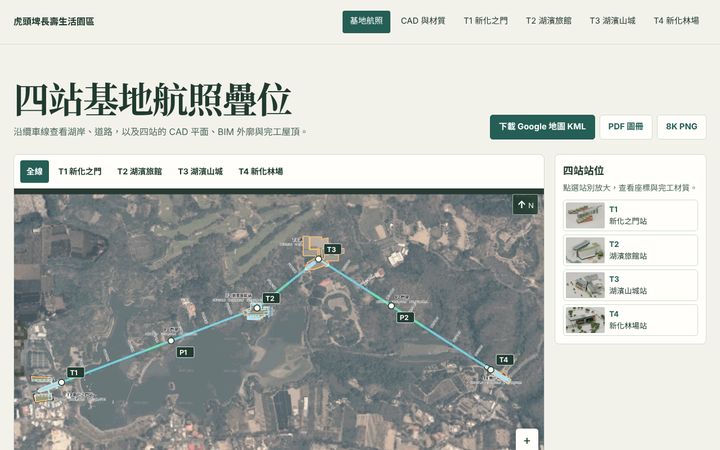 虎頭埤長壽生活園區
基地航照
CAD 與材質
T1 新化之門
T2 湖濱旅館
T3 湖濱山城
T4 新化林場
四站基地航照疊位
沿纜車線查看湖岸、道路，以及四站的 CAD 平面、BIM 外廓與完工屋頂。
下載 Google 地圖 KML
PDF 圖冊
8K PNG
全線
T1 新化之門
T2 湖濱旅館
T3 湖濱山城
T4 新化林場
N
T3
T2
P2
P1
T4
T1
+
四站站位
點選站別放大，查看座標與完工材質。
T1
新化之門站
T2
湖濱旅館站
T3
湖濱山城站
T4
新化林場站